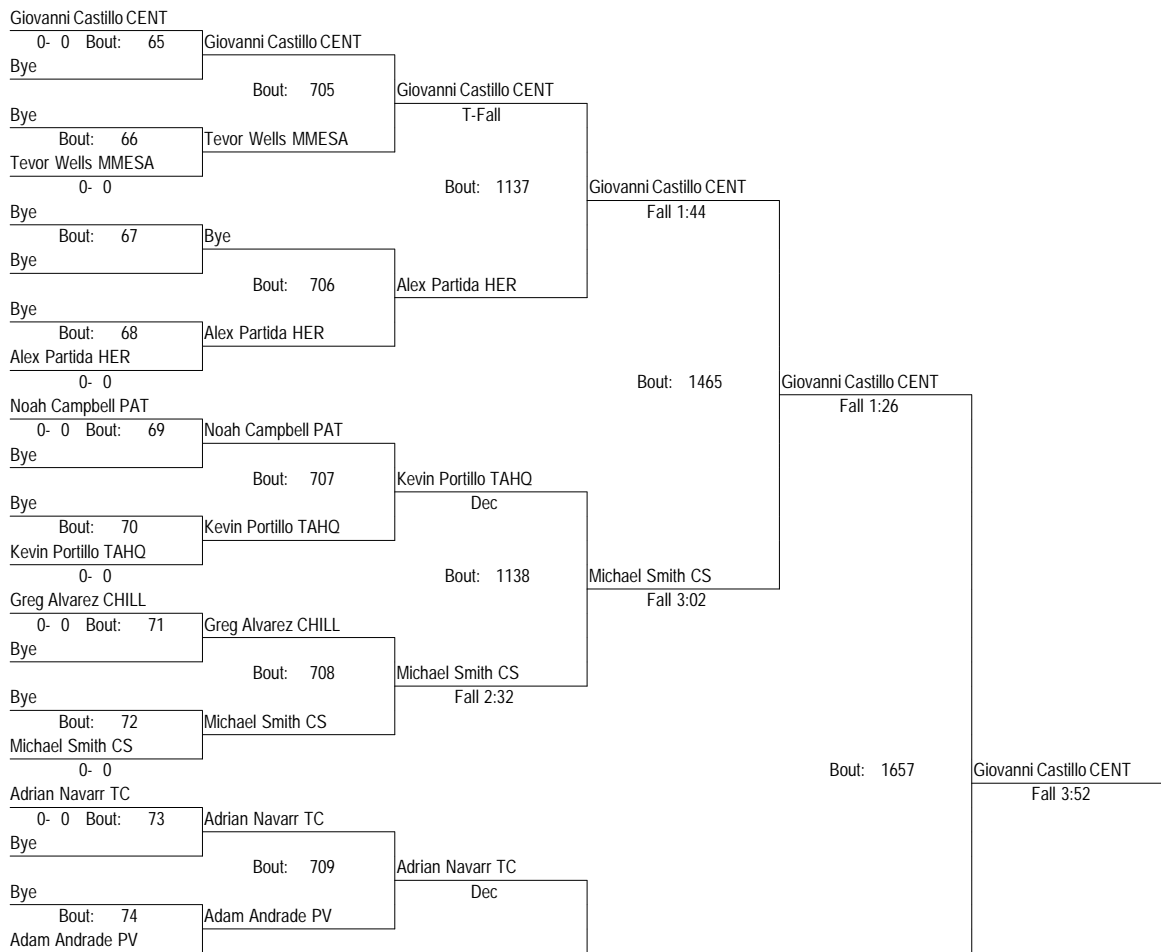 Giovanni Castillo CENT
0- 0 Bout: 65 Giovanni Castillo CENT
Bye
Bout: 705 Giovanni Castillo CENT
Bye T-Fall
Bout: 66 Tevor Wells MMESA
Tevor Wells MMESA
0- 0 Bout: 1137 Giovanni Castillo CENT
Bye Fall 1:44
Bout: 67 Bye
Bye
Bout: 706 Alex Partida HER
Bye
Bout: 68 Alex Partida HER
Alex Partida HER
0- 0 Bout: 1465 Giovanni Castillo CENT
Noah Campbell PAT Fall 1:26
0- 0 Bout: 69 Noah Campbell PAT
Bye
Bout: 707 Kevin Portillo TAHQ
Bye Dec
Bout: 70 Kevin Portillo TAHQ
Kevin Portillo TAHQ
0- 0 Bout: 1138 Michael Smith CS
Greg Alvarez CHILL Fall 3:02
0- 0 Bout: 71 Greg Alvarez CHILL
Bye
Bout: 708 Michael Smith CS
Bye Fall 2:32
Bout: 72 Michael Smith CS
Michael Smith CS
0- 0 Bout: 1657 Giovanni Castillo CENT
Adrian Navarr TC Fall 3:52
0- 0 Bout: 73 Adrian Navarr TC
Bye
Bout: 709 Adrian Navarr TC
Bye Dec
Bout: 74 Adam Andrade PV
Adam Andrade PV